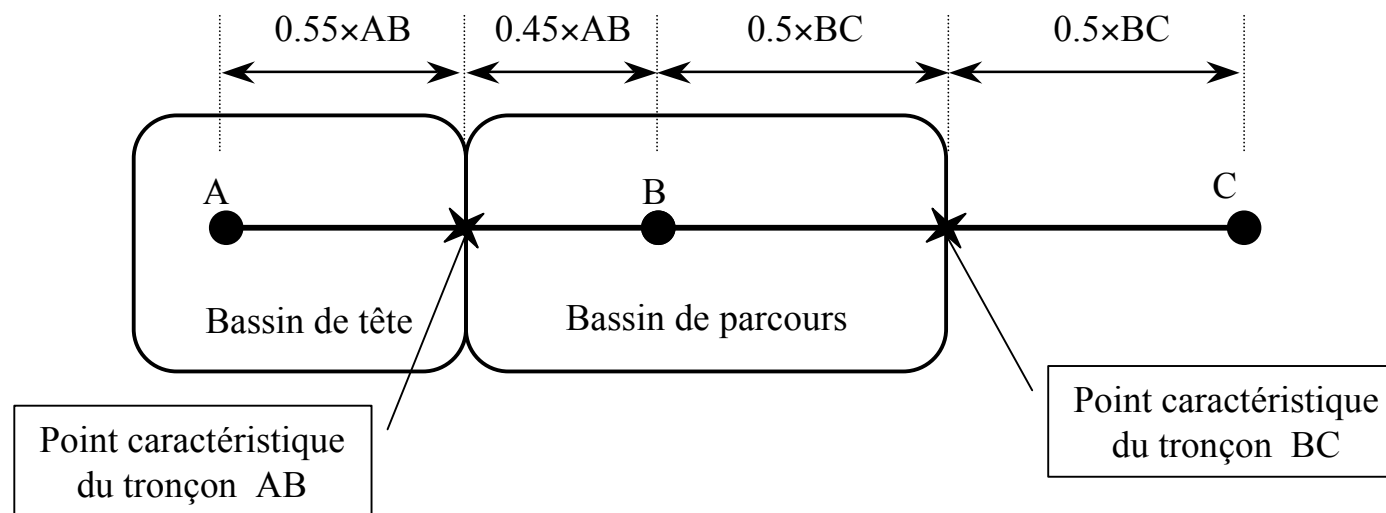 0.55×AB 0.45×AB 0.5×BC 0.5×BC
A B C
Bassin de tête Bassin de parcours
Point caractéristique
du tronçon AB
Point caractéristique
du tronçon BC